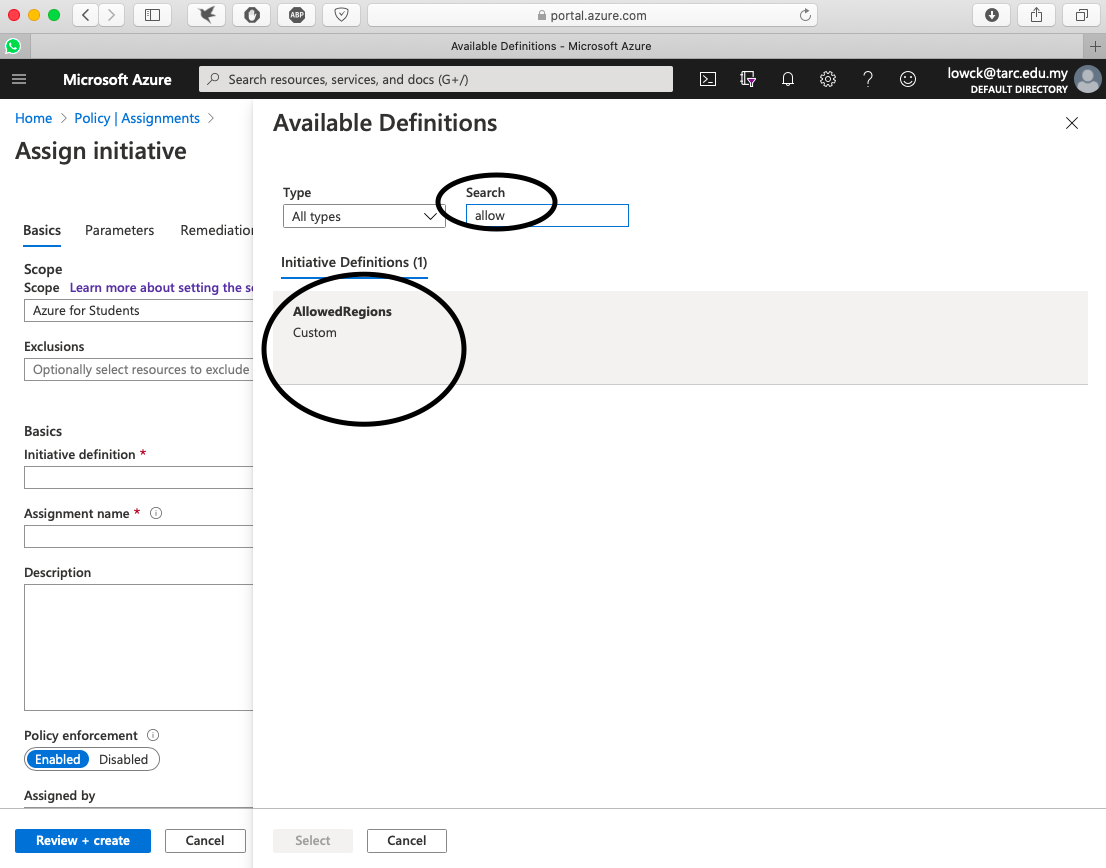 portal.azure.com
ABP
Available Definitions - Microsoft Azure
Microsoft Azure
Search resources, services, and docs (G+/)
lowck@tarc.edu.my
DEFAULT DIRECTORY
Home > Policy | Assignments >
Assign initiative
Basics
Parameters
Remediation
Scope
Scope Learn more about setting the s
Azure for Students
Exclusions
Optionally select resources to exclude
Basics
Initiative definition *
Assignment name *
Description
Policy enforcement
Enabled
Disabled
Assigned by
Review + create
Cancel
Available Definitions
Type
All types
Search
allow
Initiative Definitions (1)
AllowedRegions
Custom
Select
Cancel